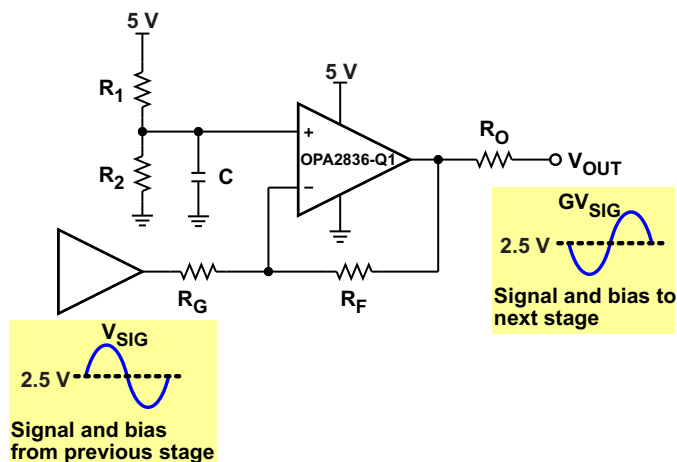 5 V
R1
5 V
+
OPA2836-Q1
RO
VOUT
R2
C
−
GVSIG
2.5 V
Signal and bias to
next stage
RG
RF
VSIG
2.5 V
Signal and bias
from previous stage